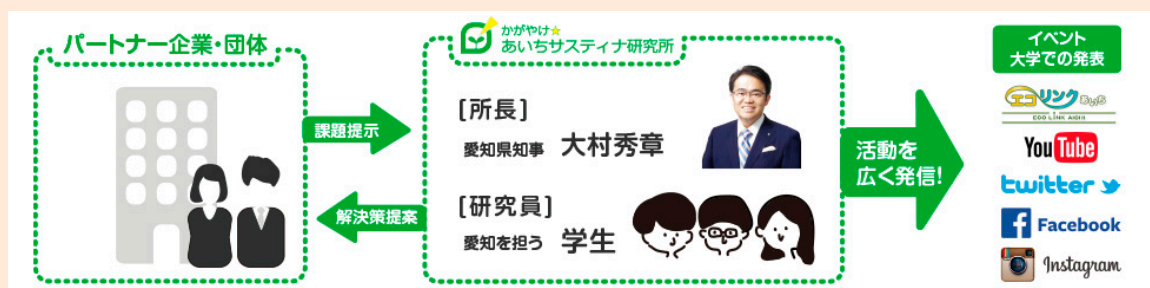 パートナー企業・団体
課題提示
解決策提案
かがやけ★
あいちサスティナ研究所
[所長]
愛知県知事 大村秀章
[研究員]
愛知を担う 学生
活動を
広く発信!
イベント
大学での発表
エコリンクあいち
ECO LINK AICHI
YouTube
twitter
Facebook
Instagram